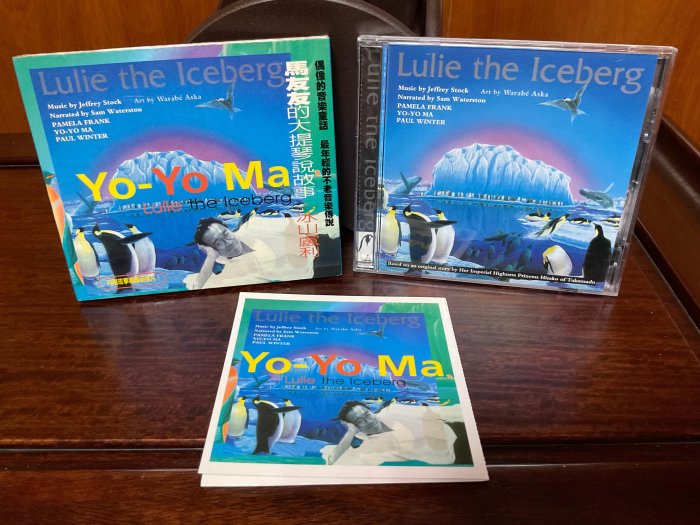 Lulie the Iceberg
Music by Jeffrey Stock Art by Warabé Aska
Narrated by Sam Waterston
PAMELA FRANK
YO-YO MA
PAUL WINTER
Yo-Yo Ma
Lulie the Iceberg
偶像的音樂童話 最年輕的不老音樂傳說
馬友友的大提琴說故事
冰山盧利
Lulie the Iceberg
Lulie the Iceberg
Music by Jeffrey Stock Art by Warabé Aska
Narrated by Sam Waterston
PAMELA FRANK
YO-YO MA
PAUL WINTER
Based on an original story by Her Imperial Highness Princess Hisako of Takamado
Lulie the Iceberg
Music by Jeffrey Stock Art by Warabé Aska
Narrated by Sam Waterston
PAMELA FRANK
YO-YO MA
PAUL WINTER
Yo-Yo Ma
Lulie the Iceberg